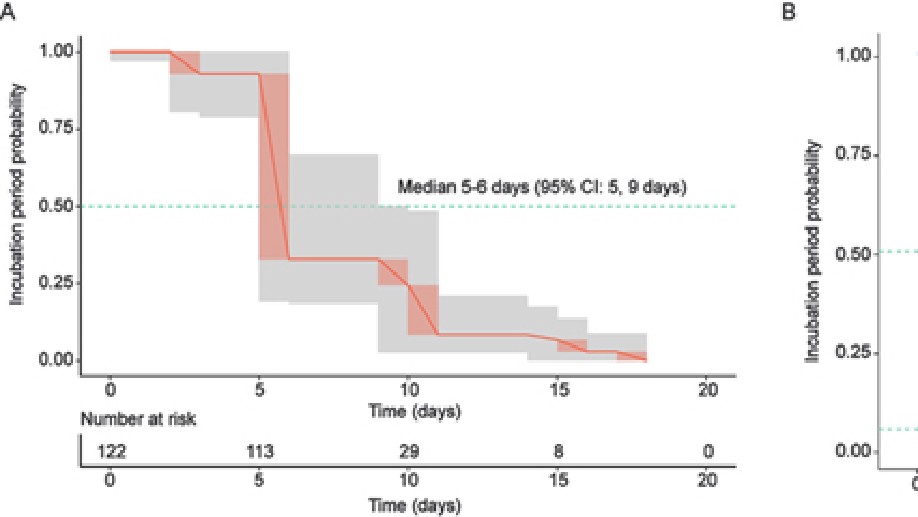 A
1.00
0.75
0.50
0.25
0.00
Incubation period probability
Median 5-6 days (95% CI: 5, 9 days)
0 5 10 15 20
Time (days)
Number at risk
122 113 29 8 0
0 5 10 15 20
Time (days)
B
1.00
0.75
0.50
0.25
0.00
Incubation period probability